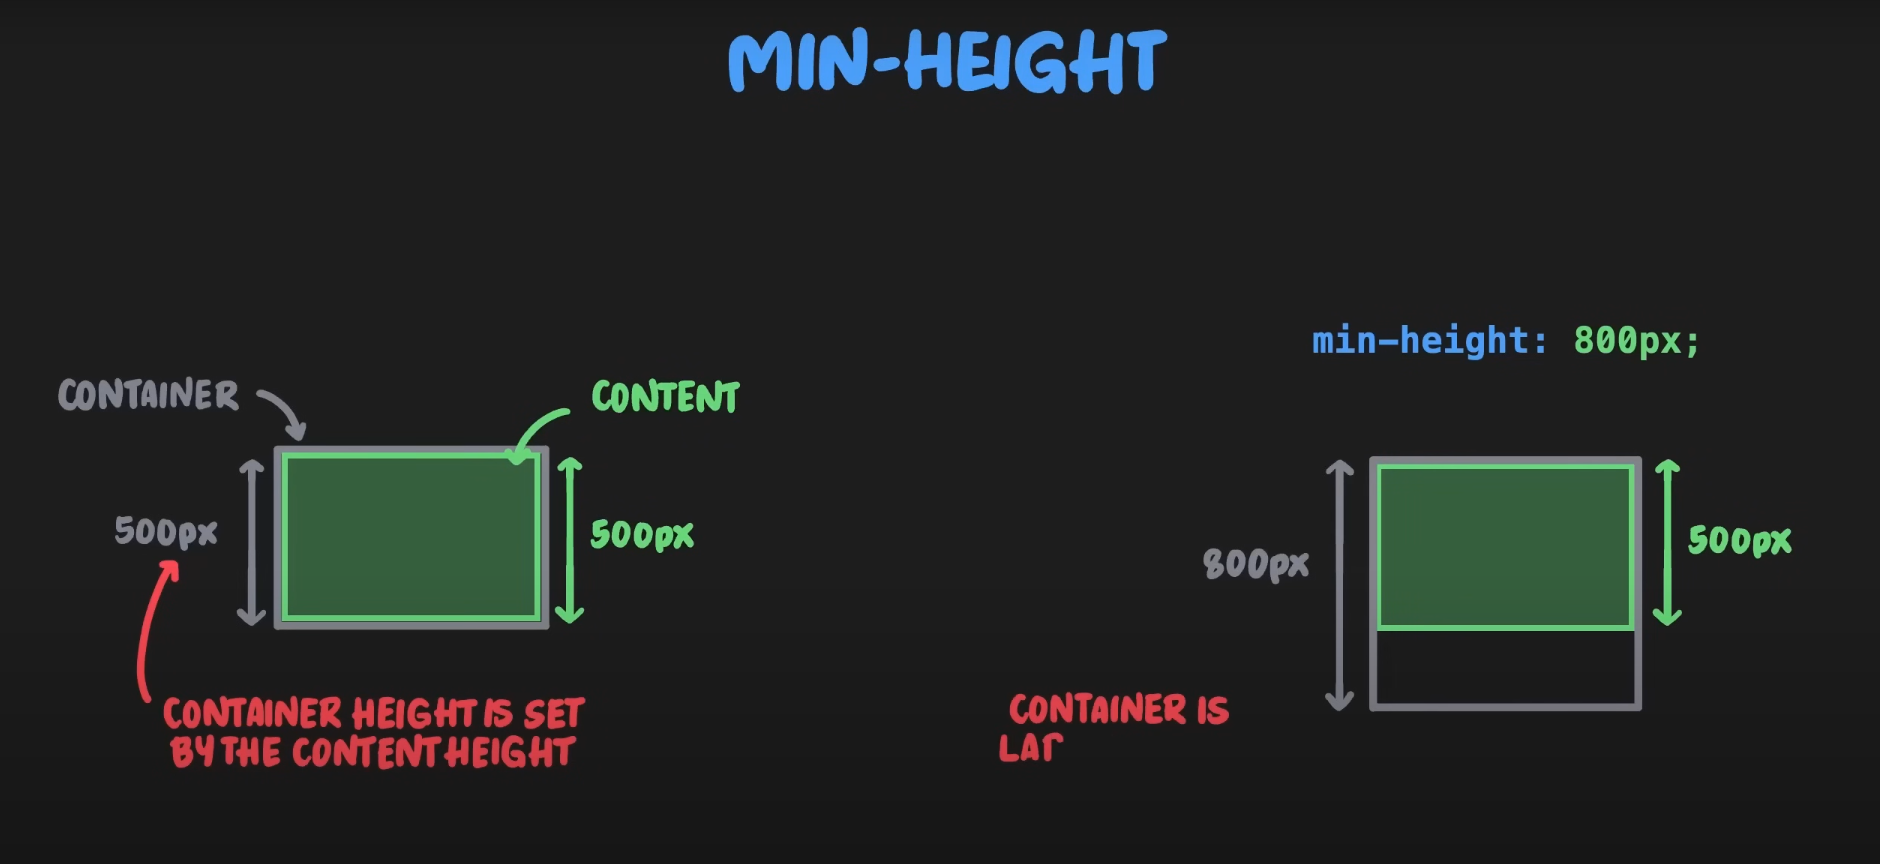 MIN-HEIGHT
min-height: 800px;
CONTAINER
CONTENT
500px
500px
CONTAINER HEIGHT IS SET
BY THE CONTENT HEIGHT
800px
500px
CONTAINER IS